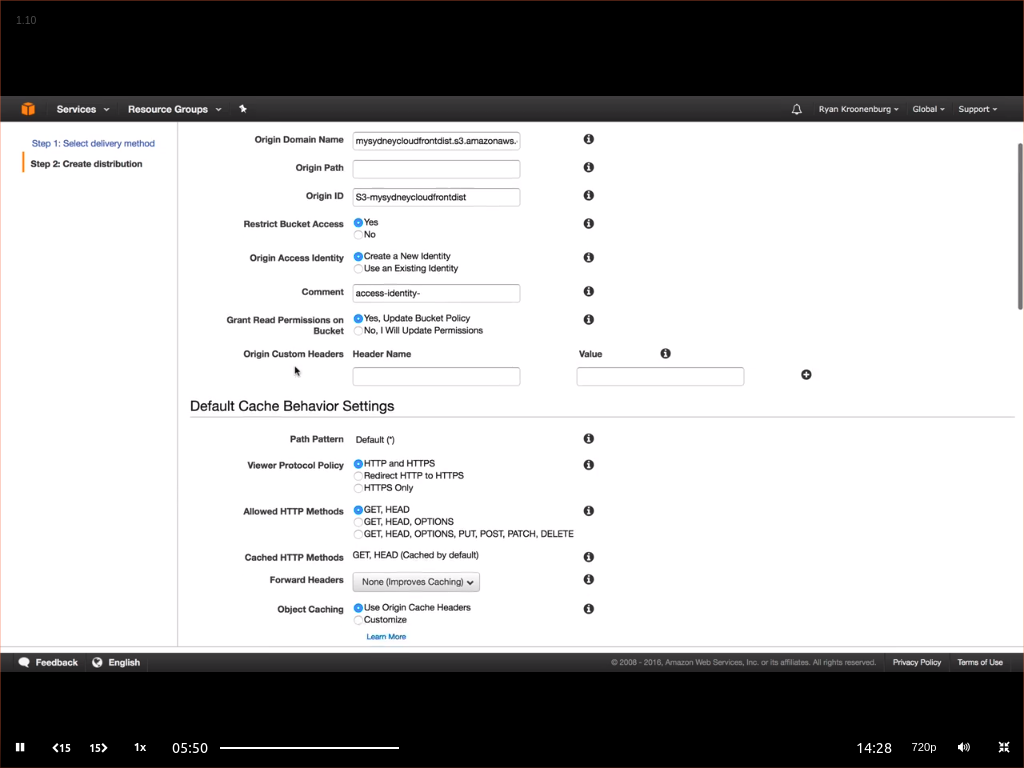 1.10
Services Resource Groups Ryan Kroonenburg Global Support
Step 1: Select delivery method
Step 2: Create distribution
Origin Domain Name mysydneycloudfrontdist.s3.amazonaws.
Origin Path
Origin ID S3-mysydneycloudfrontdist
Restrict Bucket Access Yes
No
Origin Access Identity Create a New Identity
Use an Existing Identity
Comment access-identity-
Grant Read Permissions on Bucket Yes, Update Bucket Policy
No, I Will Update Permissions
Origin Custom Headers Header Name Value
Default Cache Behavior Settings
Path Pattern Default (*)
Viewer Protocol Policy HTTP and HTTPS
Redirect HTTP to HTTPS
HTTPS Only
Allowed HTTP Methods GET, HEAD
GET, HEAD, OPTIONS
GET, HEAD, OPTIONS, PUT, POST, PATCH, DELETE
Cached HTTP Methods GET, HEAD (Cached by default)
Forward Headers None (Improves Caching)
Object Caching Use Origin Cache Headers
Customize
Learn More
Feedback English © 2008 - 2016, Amazon Web Services, Inc. or its affiliates. All rights reserved. Privacy Policy Terms of Use
15 15 1x 05:50 14:28 720p